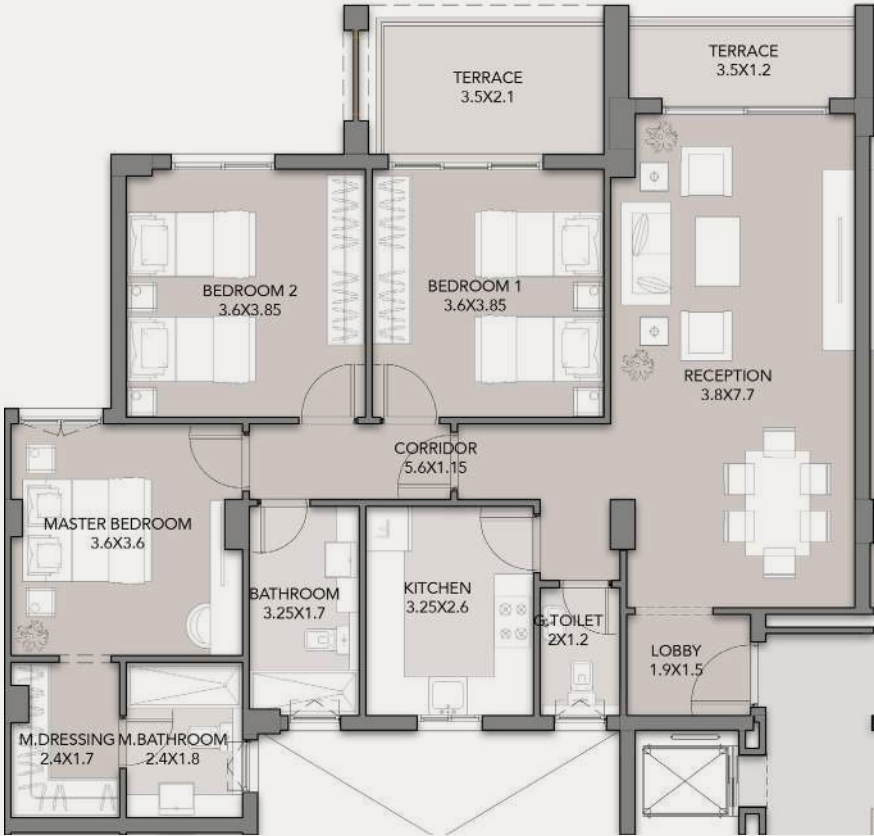 TERRACE
3.5X2.1
TERRACE
3.5X1.2
BEDROOM 2
3.6X3.85
BEDROOM 1
3.6X3.85
RECEPTION
3.8X7.7
CORRIDOR
5.6X1.15
MASTER BEDROOM
3.6X3.6
BATHROOM
3.25X1.7
KITCHEN
3.25X2.6
G.TOILET
2X1.2
LOBBY
1.9X1.5
M.DRESSING
2.4X1.7
M.BATHROOM
2.4X1.8